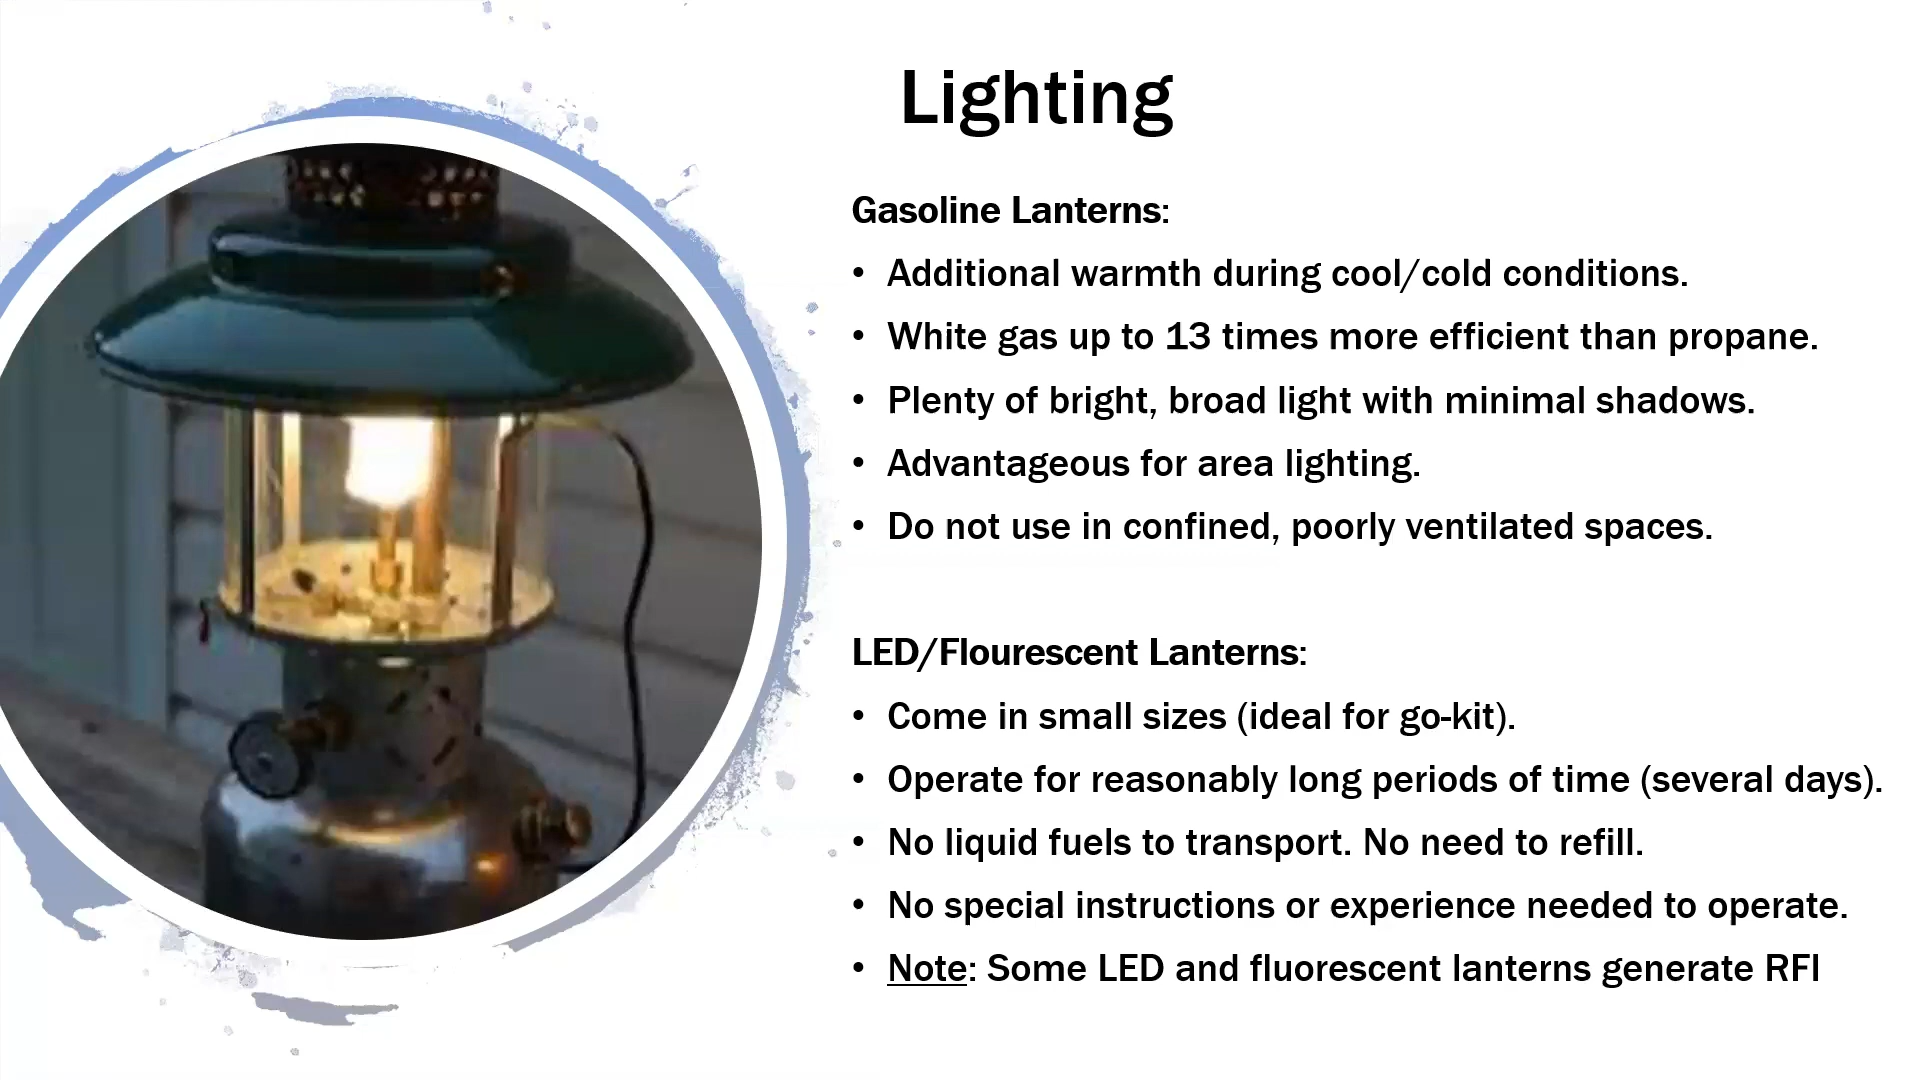 Lighting
Gasoline Lanterns:
• Additional warmth during cool/cold conditions.
• White gas up to 13 times more efficient than propane.
• Plenty of bright, broad light with minimal shadows.
• Advantageous for area lighting.
• Do not use in confined, poorly ventilated spaces.
LED/Flourescent Lanterns:
• Come in small sizes (ideal for go-kit).
• Operate for reasonably long periods of time (several days).
• No liquid fuels to transport. No need to refill.
• No special instructions or experience needed to operate.
• Note: Some LED and fluorescent lanterns generate RFI